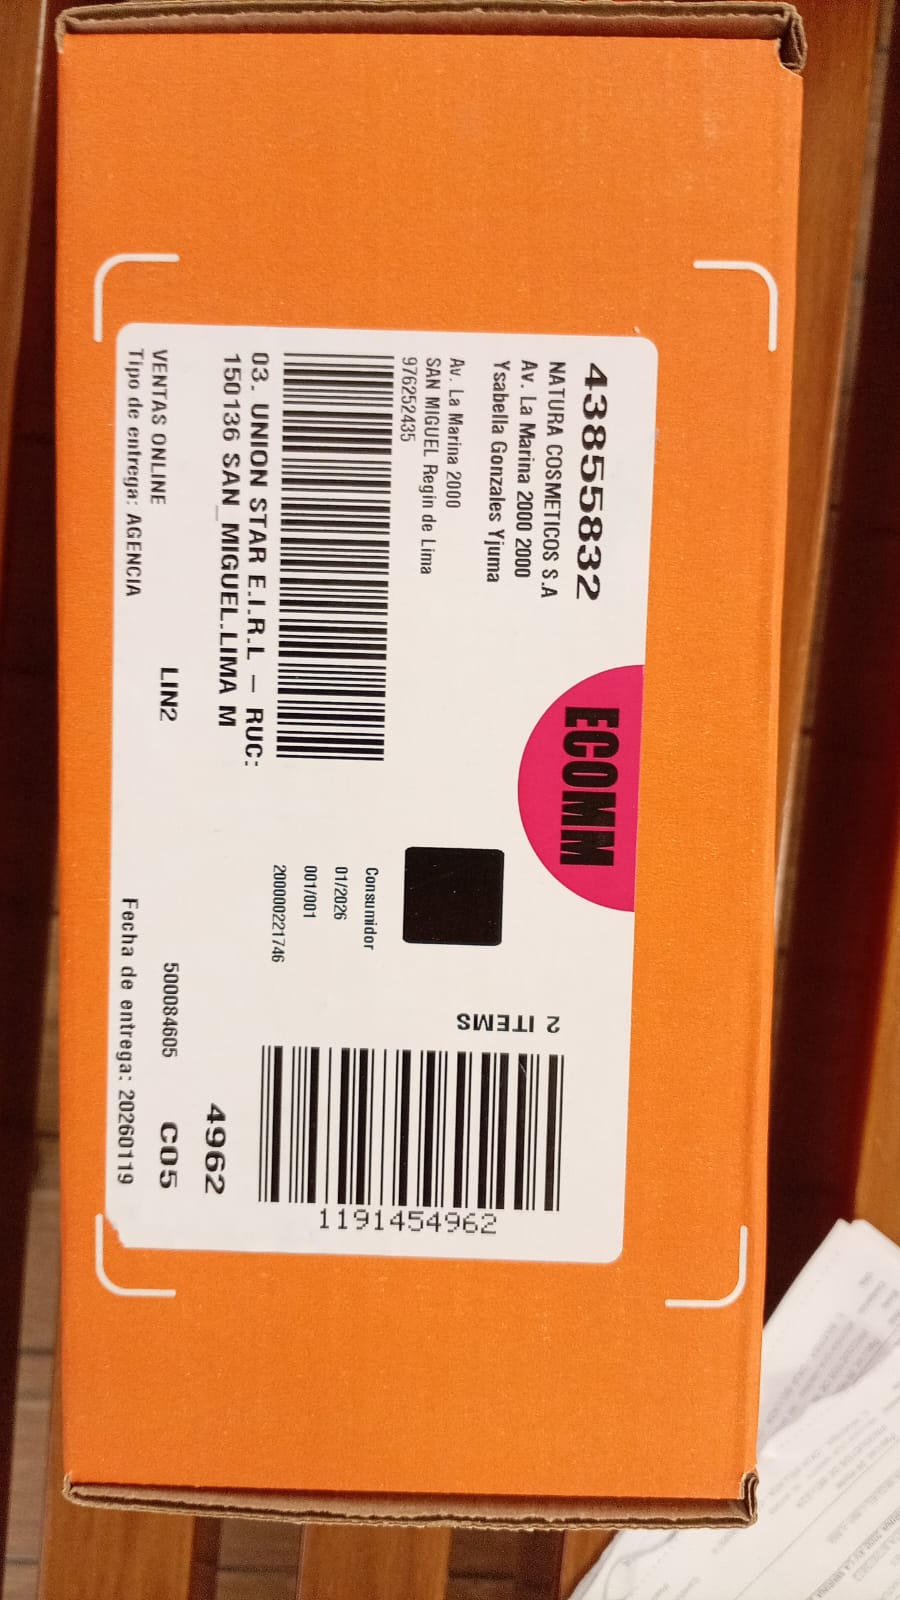 43855832
NATURA COSMETICOS S.A
Av. La Marina 2000 2000
Ysabella Gonzales Yjuma
Av. La Marina 2000
SAN MIGUEL Regin de Lima
976252435
ECOMM
03. UNION STAR E.I.R.L – RUC:
150136 SAN_MIGUEL.LIMA M
VENTAS ONLINE
LIN2
Tipo de entrega: AGENCIA
Consumidor
01/2026
001/001
200000221746
2 ITEMS
1191454962
4962
500084605
C05
Fecha de entrega: 20260119